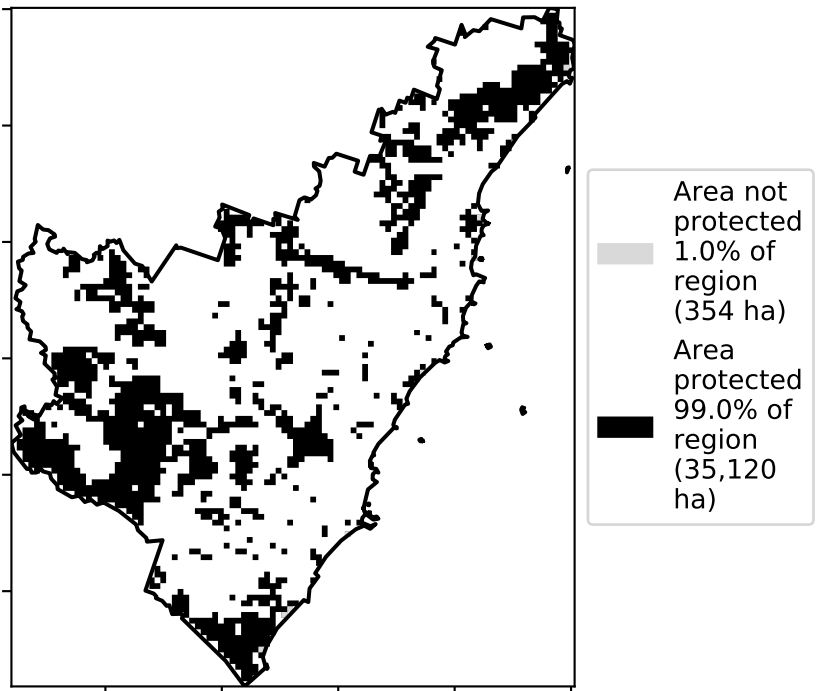 Area not
protected
1.0% of
region
(354 ha)
Area
protected
99.0% of
region
(35,120
ha)